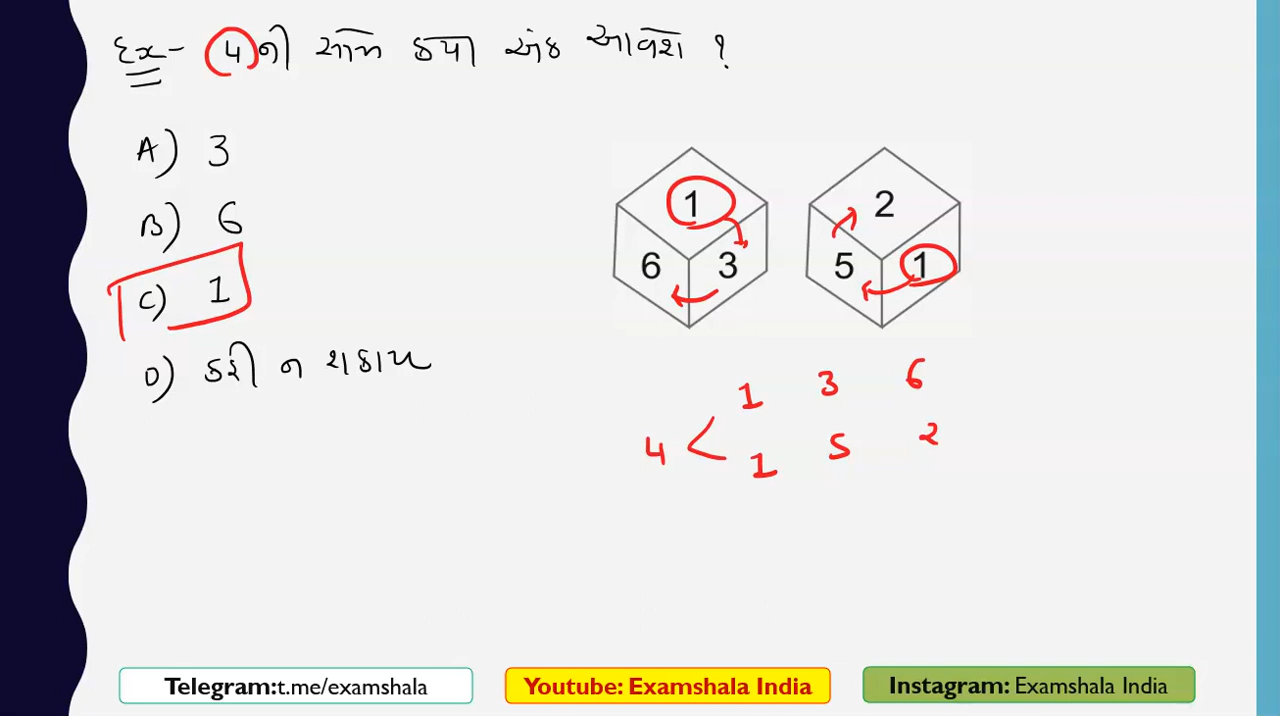 Ex- 4ની સામે કયો અંક આવશે ?
A) 3
B) 6
C) 1
D) કહી ન શકાય
1
6 3
2
5 1
1 3 6
4 < 1 5 2
Telegram:t.me/examshala
Youtube: Examshala India
Instagram: Examshala India